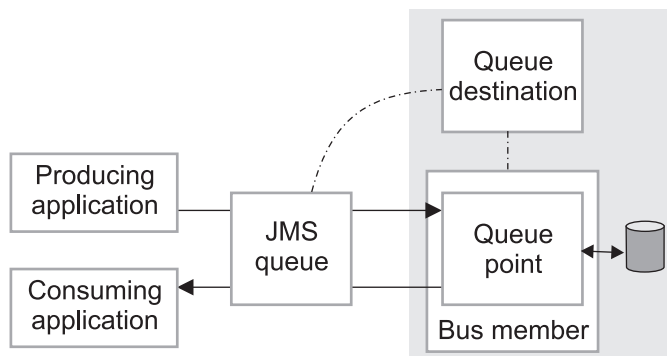 Queue
destination
Producing
application
JMS
queue
Queue
point
Consuming
application
Bus member